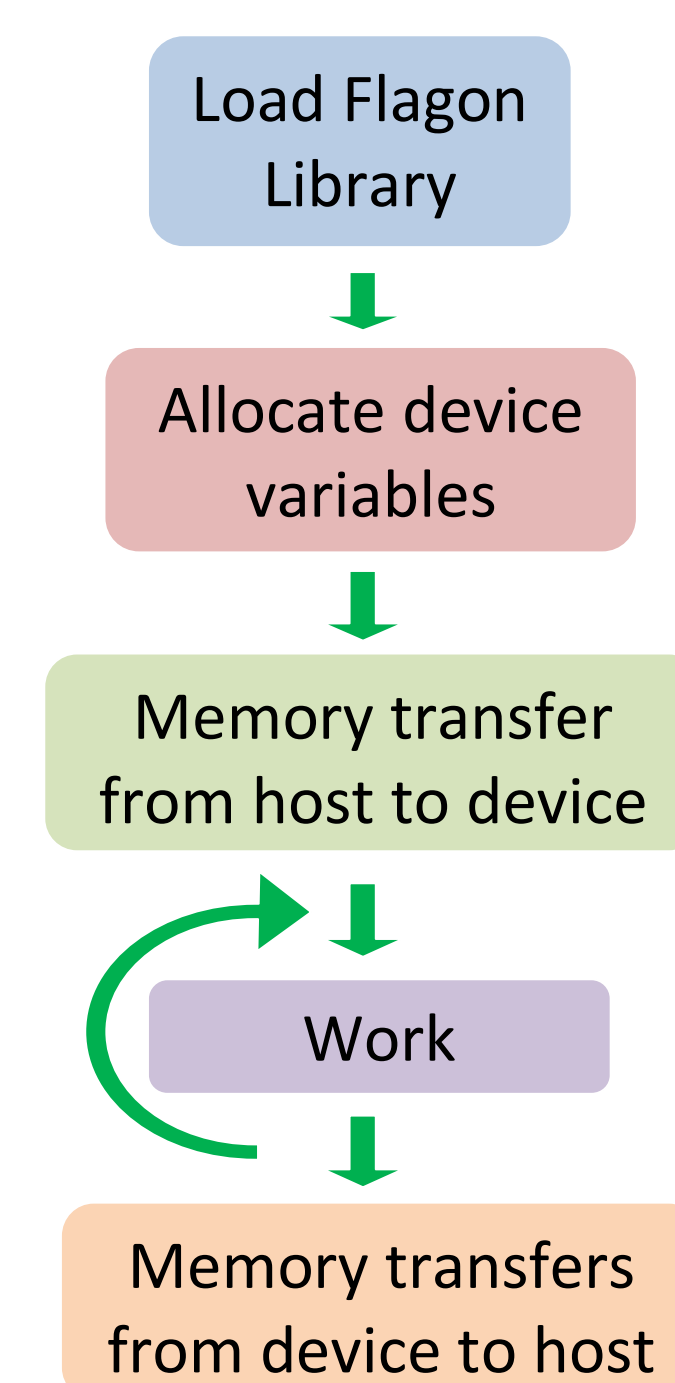 Load Flagon
Library
Allocate device
variables
Memory transfer
from host to device
Work
Memory transfers
from device to host